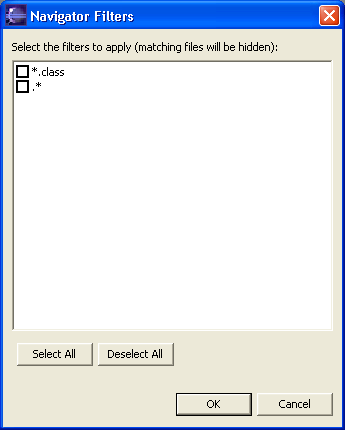 Navigator Filters
Select the filters to apply (matching files will be hidden):
*.class
.*
Select All
Deselect All
OK
Cancel